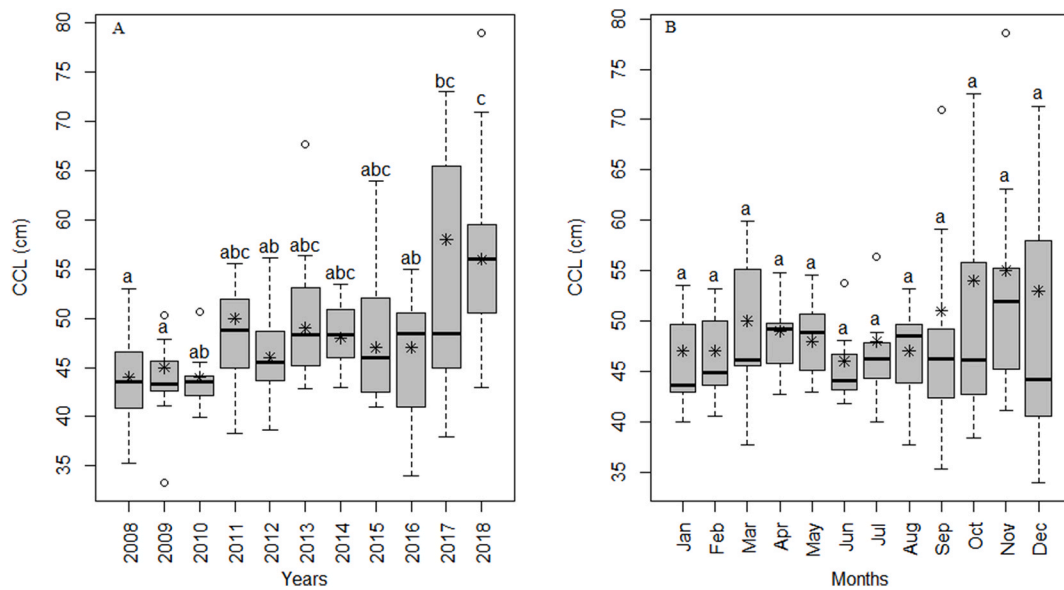 A
CCL (cm)
80
75
70
65
60
55
50
45
40
35
a
a
ab
abc
ab
abc
abc
abc
ab
bc
c
2008
2009
2010
2011
2012
2013
2014
2015
2016
2017
2018
Years
B
CCL (cm)
80
75
70
65
60
55
50
45
40
35
a
a
a
a
a
a
a
a
a
a
a
a
Jan
Feb
Mar
Apr
May
Jun
Jul
Aug
Sep
Oct
Nov
Dec
Months